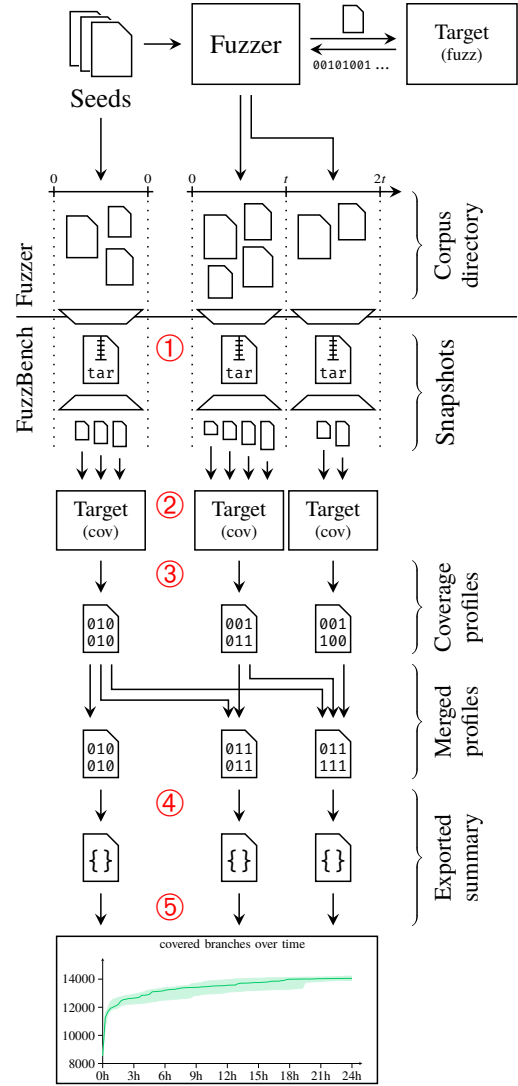 Fuzzer
Target
(fuzz)
00101001 ...
Seeds
0
0
0
t
2t
Corpus
directory
Fuzzer
FuzzBench
①
tar
tar
tar
Snapshots
②
Target
(cov)
Target
(cov)
Target
(cov)
③
010
010
001
011
001
100
Coverage
profiles
Merged
profiles
010
010
011
011
011
111
④
{}
{}
{}
Exported
summary
⑤
covered branches over time
14000
12000
10000
8000
0h 3h 6h 9h 12h 15h 18h 21h 24h